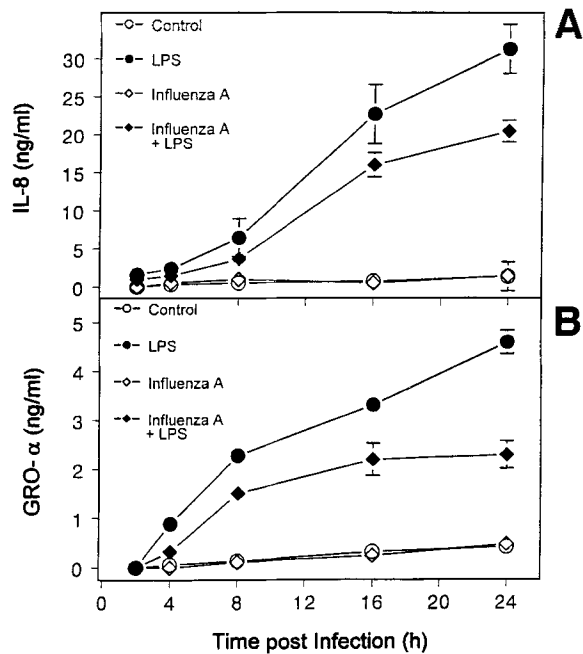 A
Control
LPS
Influenza A
Influenza A
+ LPS
IL-8 (ng/ml)
30
25
20
15
10
5
0
B
Control
LPS
Influenza A
Influenza A
+ LPS
GRO- α (ng/ml)
5
4
3
2
1
0
0 4 8 12 16 20 24
Time post Infection (h)